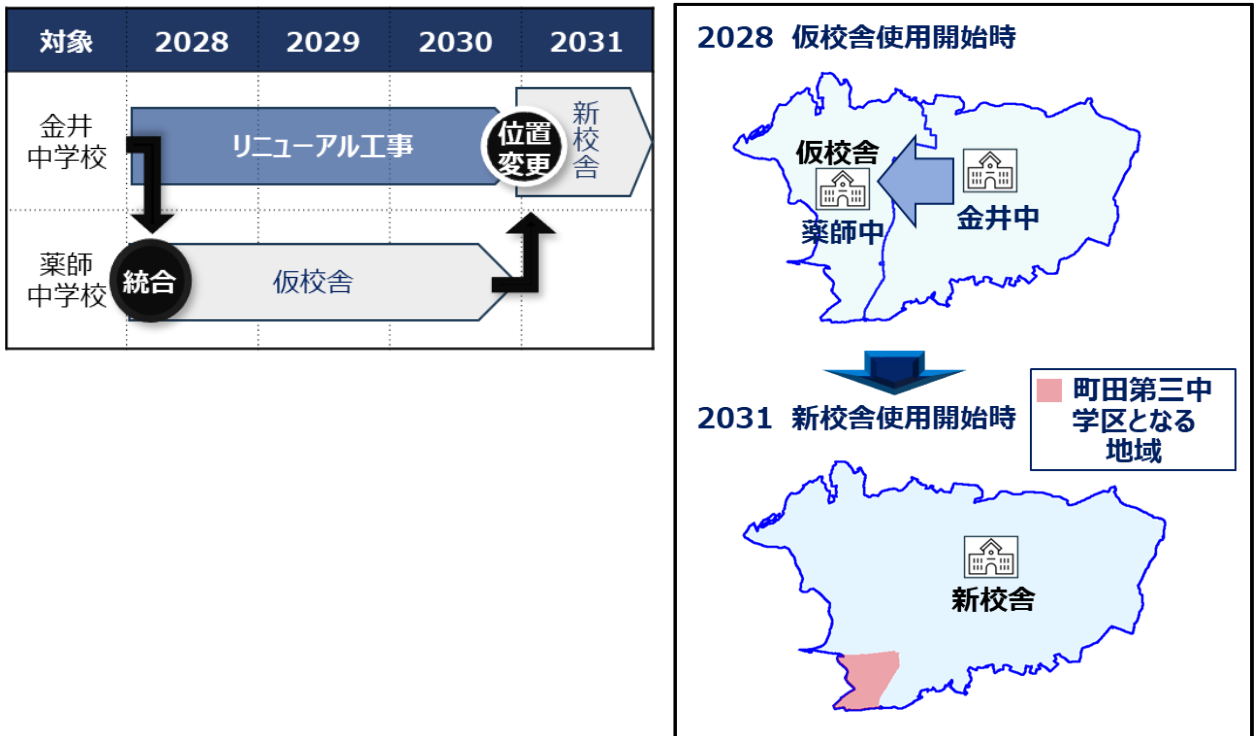 対象 2028 2029 2030 2031
金井
中学校
リニューアル工事
位置
変更
新
校
舎
薬師
中学校
統合
仮校舎
2028 仮校舎使用開始時
仮校舎
薬師中
金井中
2031 新校舎使用開始時
町田第三中
学区となる
地域
新校舎